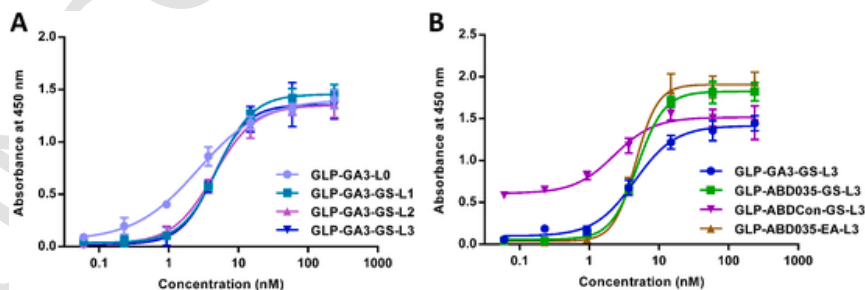 A
2.0
1.5
1.0
0.5
0.0
Absorbance at 450 nm
0.1
1
10
100
1000
Concentration (nM)
GLP-GA3-L0
GLP-GA3-GS-L1
GLP-GA3-GS-L2
GLP-GA3-GS-L3
B
2.5
2.0
1.5
1.0
0.5
0.0
Absorbance at 450 nm
0.1
1
10
100
1000
Concentration (nM)
GLP-GA3-GS-L3
GLP-ABD035-GS-L3
GLP-ABDCon-GS-L3
GLP-ABD035-EA-L3